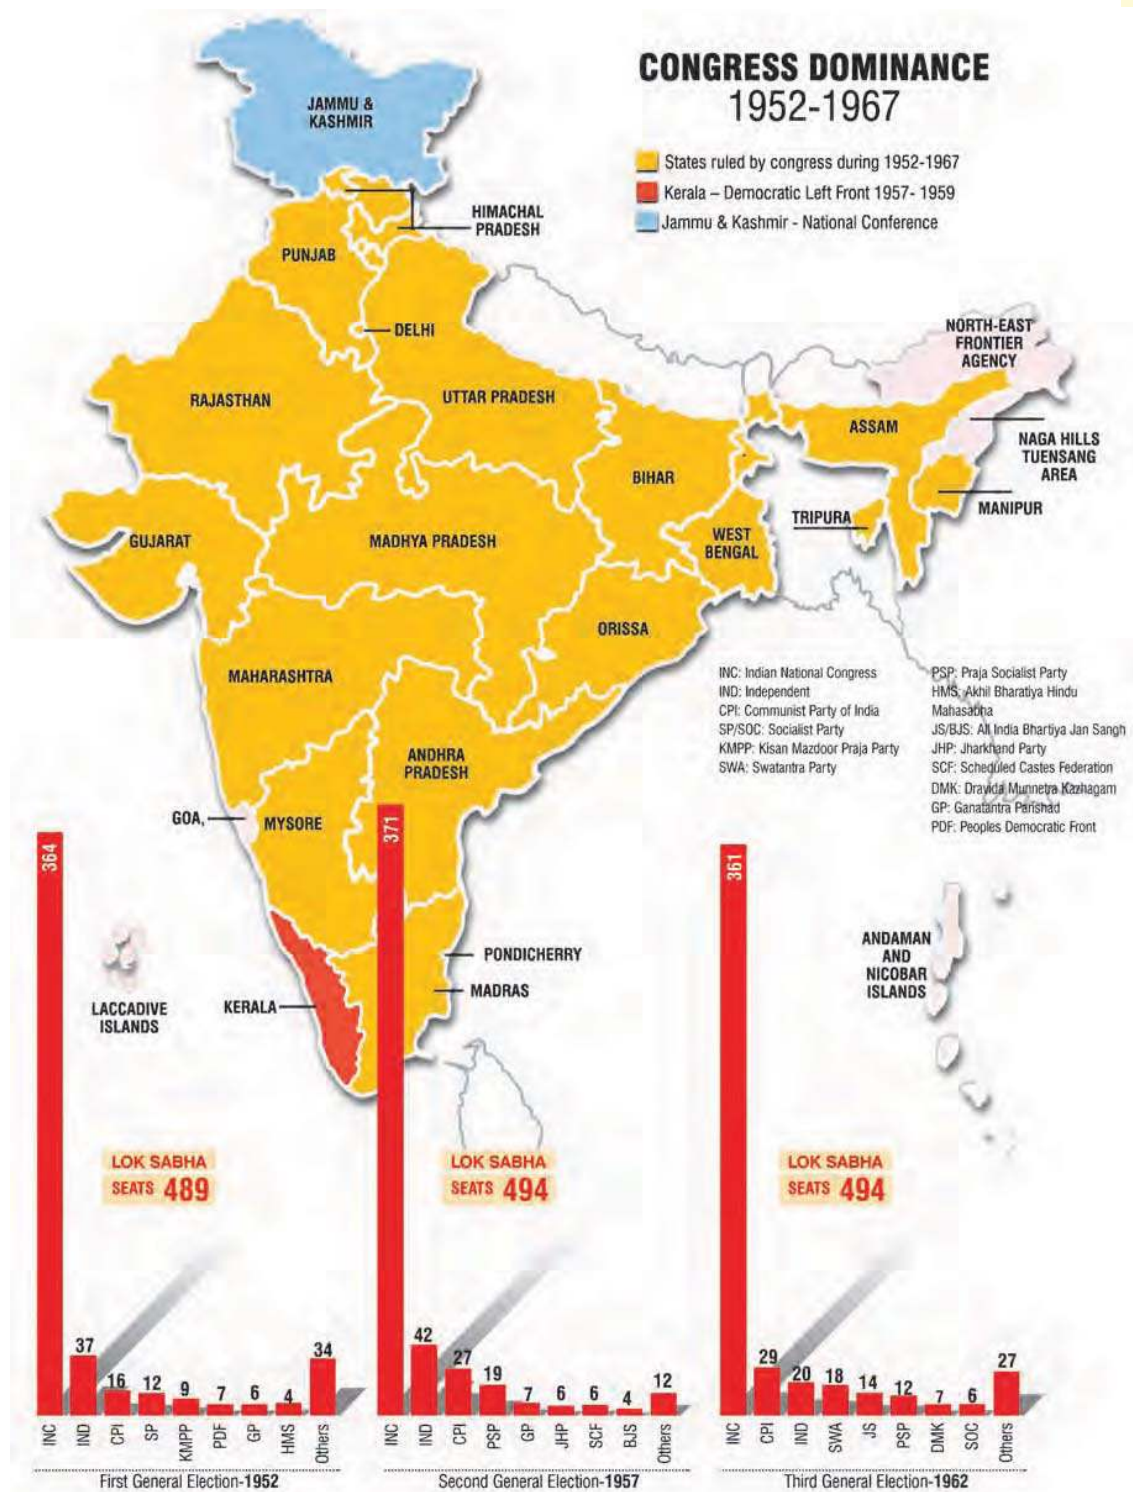 CONGRESS DOMINANCE
1952-1967
States ruled by congress during 1952-1967
Kerala – Democratic Left Front 1957- 1959
Jammu & Kashmir - National Conference
JAMMU &
KASHMIR
HIMACHAL
PRADESH
PUNJAB
DELHI
NORTH-EAST
FRONTIER
AGENCY
RAJASTHAN
UTTAR PRADESH
ASSAM
NAGA HILLS
TUENSANG
AREA
BIHAR
MANIPUR
TRIPURA
GUJARAT
MADHYA PRADESH
WEST
BENGAL
ORISSA
MAHARASHTRA
INC: Indian National Congress
IND: Independent
CPI: Communist Party of India
SP/SOC: Socialist Party
KMPP: Kisan Mazdoor Praja Party
SWA: Swatantra Party
PSP: Praja Socialist Party
HMS: Akhil Bharatiya Hindu
Mahasabha
JS/BJS: All India Bhartiya Jan Sangh
JHP: Jharkhand Party
SCF: Scheduled Castes Federation
DMK: Dravida Munnetra Kazhagam
GP: Ganatantra Parishad
PDF: Peoples Democratic Front
ANDHRA
PRADESH
GOA,
MYSORE
PONDICHERRY
MADRAS
KERALA
LACCADIVE
ISLANDS
ANDAMAN
AND
NICOBAR
ISLANDS
LOK SABHA
SEATS 489
364
37
16
12
9
7
6
4
34
INC
IND
CPI
SP
KMPP
PDF
GP
HMS
Others
First General Election-1952
LOK SABHA
SEATS 494
371
42
27
19
7
6
6
4
12
INC
IND
CPI
PSP
GP
JHP
SCF
BJS
Others
Second General Election-1957
LOK SABHA
SEATS 494
361
29
20
18
14
12
7
6
27
INC
CPI
IND
SWA
JS
PSP
DMK
SOC
Others
Third General Election-1962